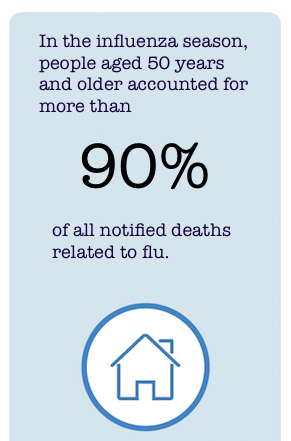 In the influenza season,
people aged 50 years
and older accounted for
more than
90%
of all notified deaths
related to flu.